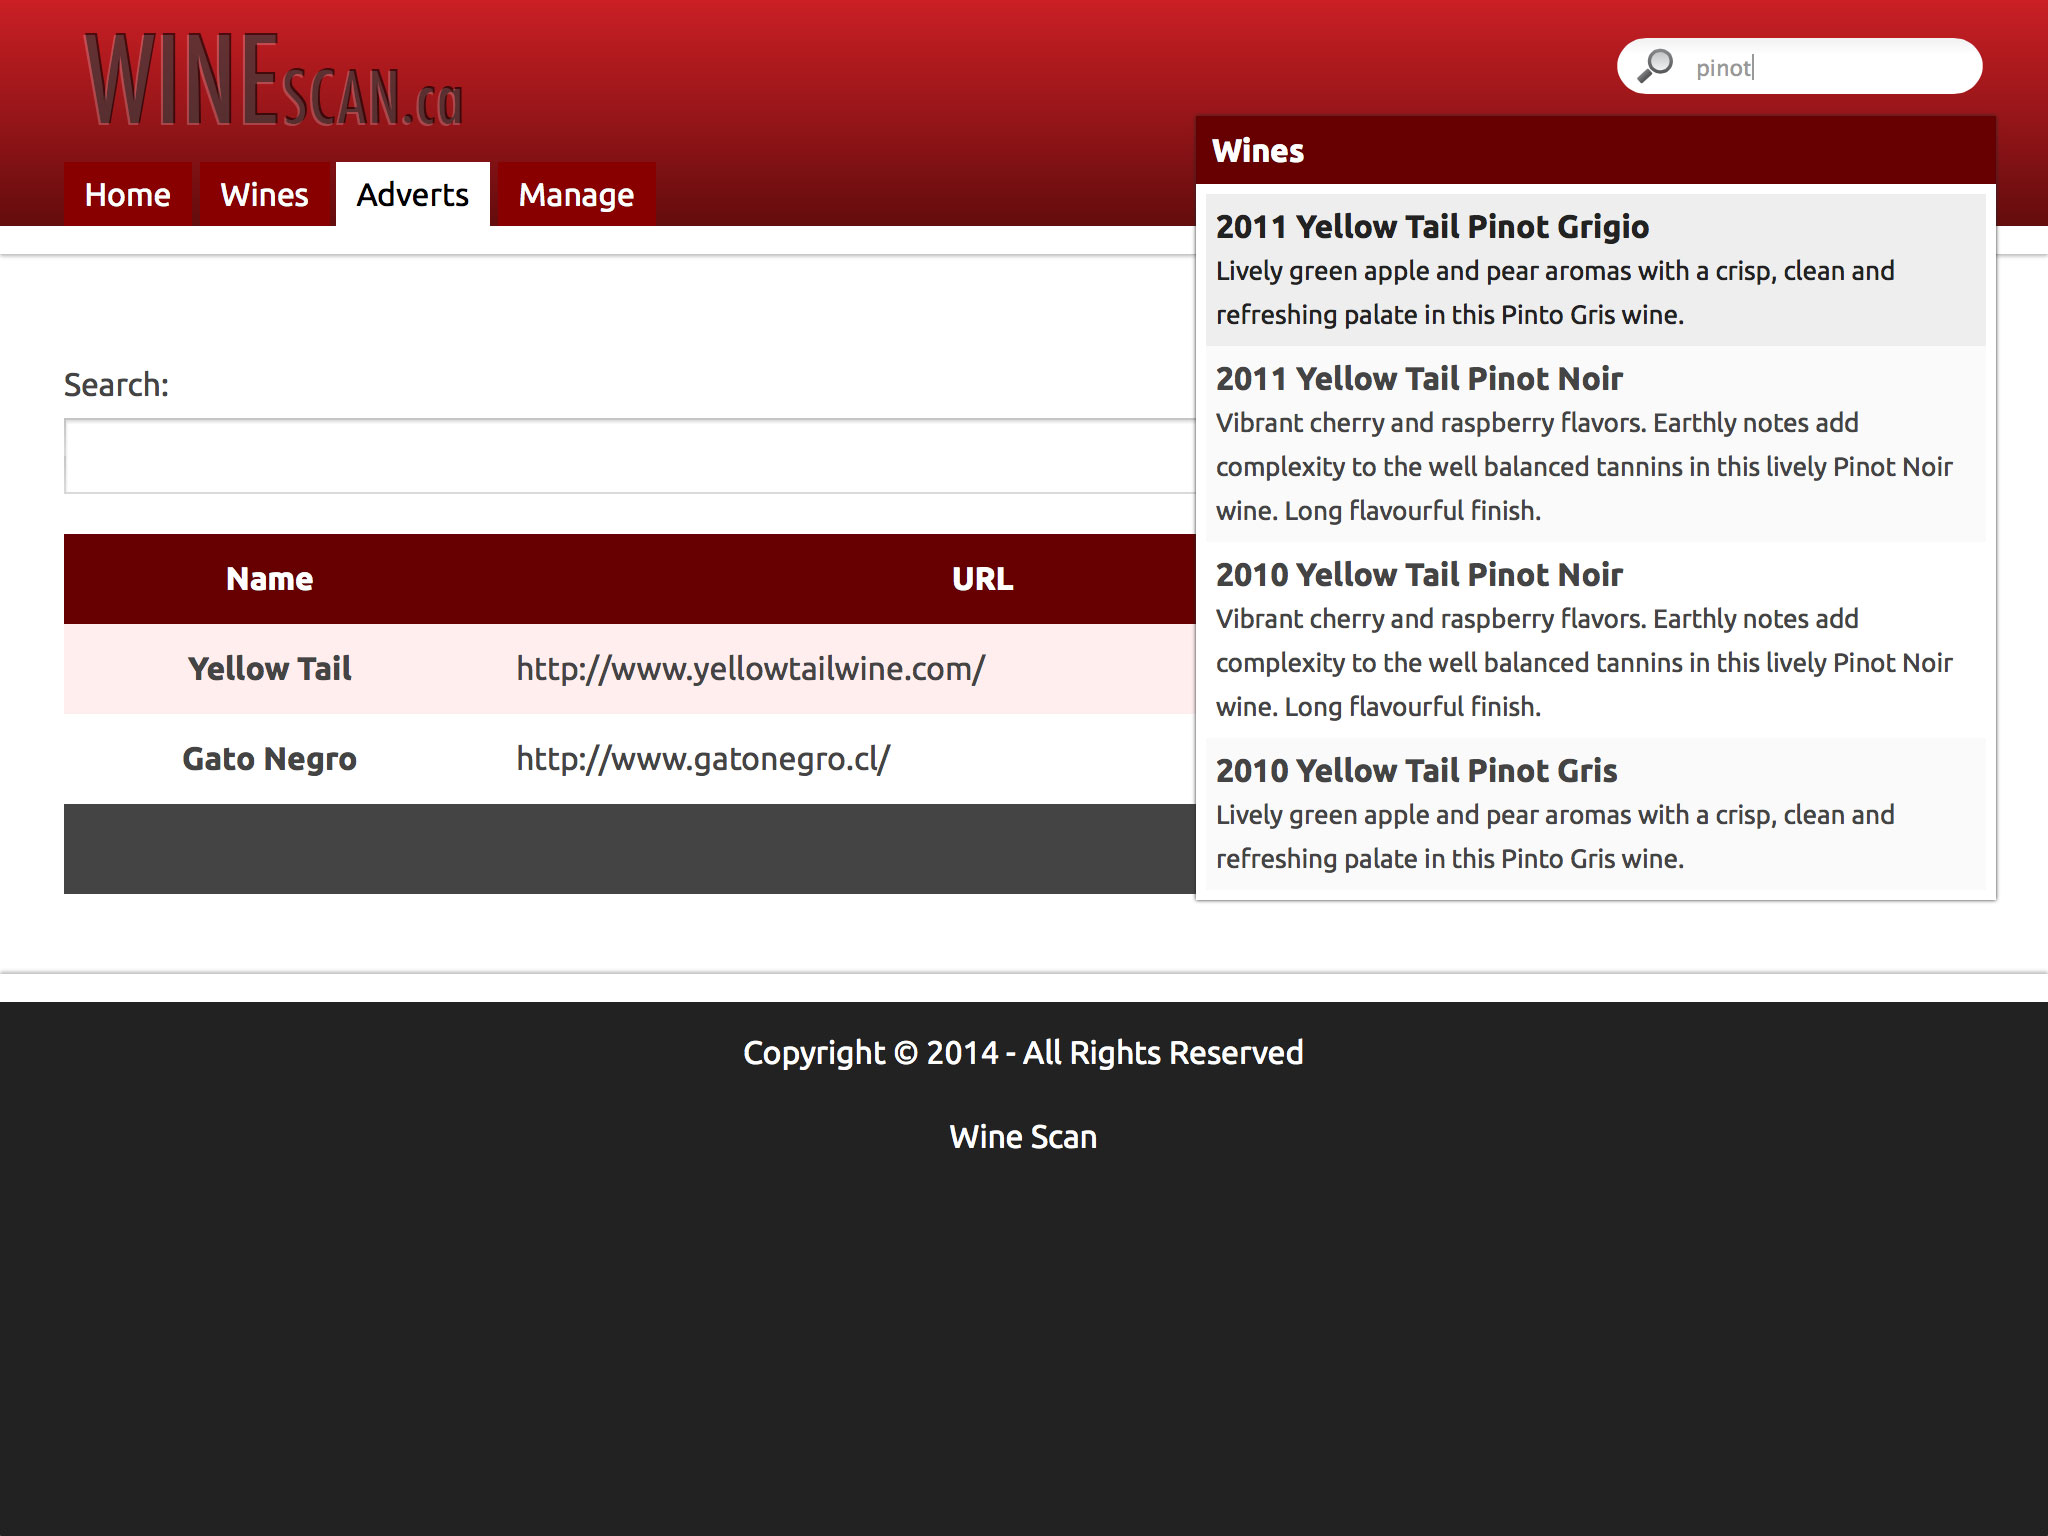 WINESCAN.ca
pinot
Home Wines Adverts Manage
Wines
2011 Yellow Tail Pinot Grigio
Lively green apple and pear aromas with a crisp, clean and
refreshing palate in this Pinto Gris wine.
2011 Yellow Tail Pinot Noir
Vibrant cherry and raspberry flavors. Earthly notes add
complexity to the well balanced tannins in this lively Pinot Noir
wine. Long flavourful finish.
2010 Yellow Tail Pinot Noir
Vibrant cherry and raspberry flavors. Earthly notes add
complexity to the well balanced tannins in this lively Pinot Noir
wine. Long flavourful finish.
2010 Yellow Tail Pinot Gris
Lively green apple and pear aromas with a crisp, clean and
refreshing palate in this Pinto Gris wine.
Search:
Name URL
Yellow Tail http://www.yellowtailwine.com/
Gato Negro http://www.gatonegro.cl/
Copyright © 2014 - All Rights Reserved
Wine Scan